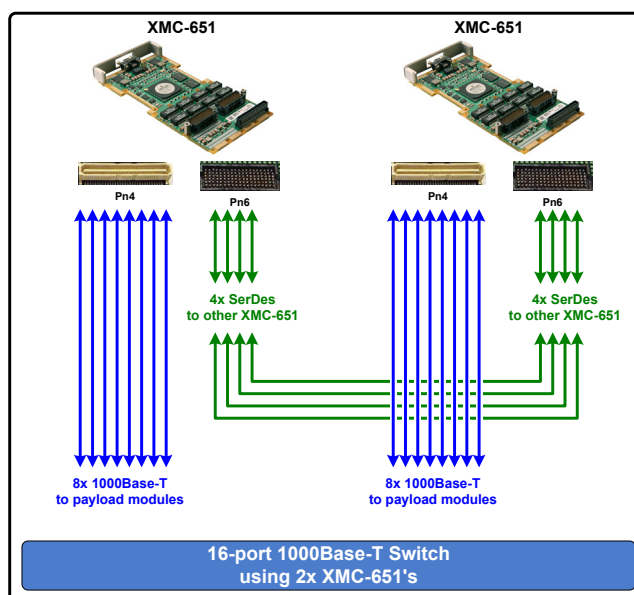 XMC-651
XMC-651
Pn4
Pn6
Pn4
Pn6
4x SerDes
to other XMC-651
4x SerDes
to other XMC-651
8x 1000Base-T
to payload modules
8x 1000Base-T
to payload modules
16-port 1000Base-T Switch
using 2x XMC-651's